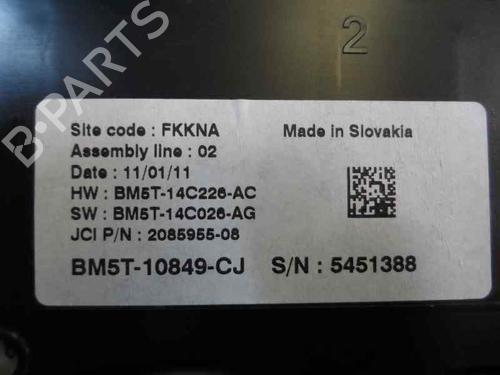 2
B-PARTS
Site code : FKKNA Made in Slovakia
Assembly line : 02
Date : 11/01/11
HW : BM5T-14C226-AC
SW : BM5T-14C026-AG
JCI P/N : 2085955-08
BM5T-10849-CJ S/N : 5451388